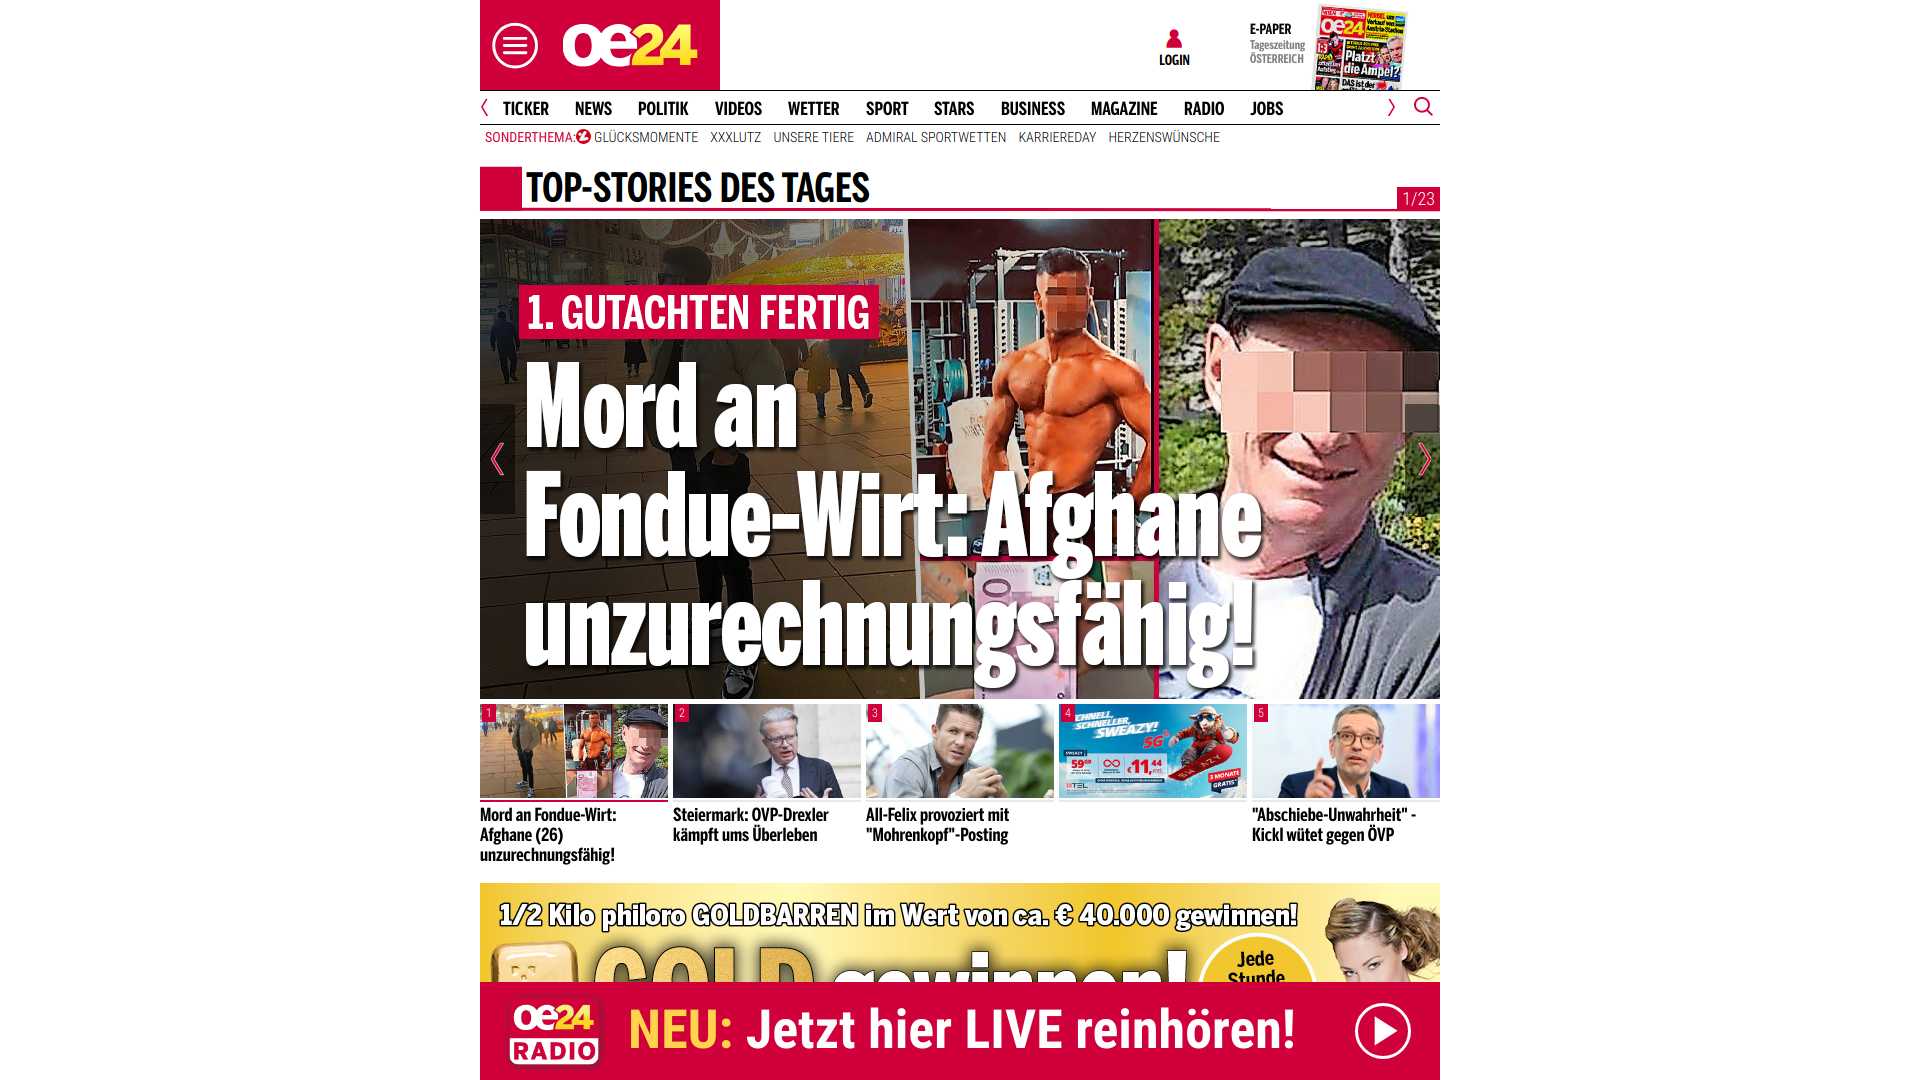 oe24
LOGIN
E-PAPER
Tageszeitung
ÖSTERREICH
oe24
Platzt
die Ampel?
TICKER NEWS POLITIK VIDEOS WETTER SPORT STARS BUSINESS MAGAZINE RADIO JOBS
SONDERTHEMA: GLÜCKSMOMENTE XXXLUTZ UNSERE TIERE ADMIRAL SPORTWETTEN KARRIEREDAY HERZENSWÜNSCHE
TOP-STORIES DES TAGES
1/23
1. GUTACHTEN FERTIG
Mord an
Fondue-Wirt: Afghane
unzurechnungsfähig!
1
2
3
4
5
SCHNELL,
SCHNELLER,
SWEAZY!
5G
11,44
3 MONATE
GRATIS
Mord an Fondue-Wirt:
Afghane (26)
unzurechnungsfähig!
Steiermark: ÖVP-Drexler
kämpft ums Überleben
All-Felix provoziert mit
"Mohrenkopf"-Posting
"Abschiebe-Unwahrheit" -
Kickl wütet gegen ÖVP
1/2 Kilo philoro GOLDBARREN im Wert von ca. € 40.000 gewinnen!
GOLD gewinnen!
Jede
Stunde
oe24
RADIO
NEU: Jetzt hier LIVE reinhören!